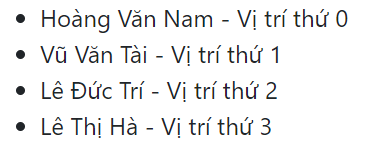 Hoàng Văn Nam - Vị trí thứ 0
Vũ Văn Tài - Vị trí thứ 1
Lê Đức Trí - Vị trí thứ 2
Lê Thị Hà - Vị trí thứ 3